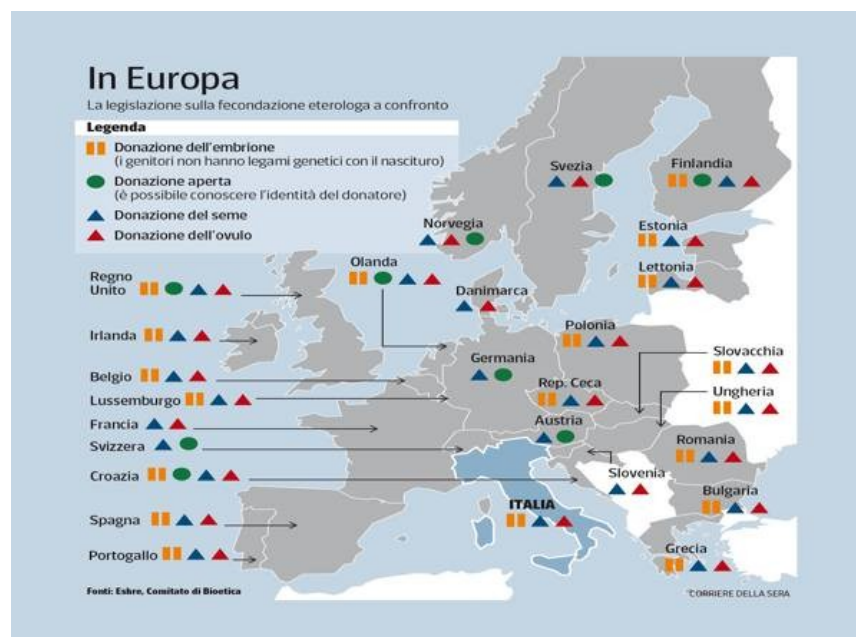 In Europa
La legislazione sulla fecondazione eterologa a confronto
Legenda
Donazione dell'embrione
(i genitori non hanno legami genetici con il nascituro)
Donazione aperta
(è possibile conoscere l'identità del donatore)
Donazione del seme
Donazione dell'ovulo
Svezia
Finlandia
Norvegia
Estonia
Olanda
Lettonia
Regno
Unito
Danimarca
Irlanda
Polonia
Germania
Slovacchia
Belgio
Rep. Ceca
Ungheria
Lussemburgo
Francia
Austria
Svizzera
Romania
Croazia
Slovenia
Bulgaria
ITALIA
Spagna
Portogallo
Grecia
Fonti: Eshre, Comitato di Bioetica
CORRIERE DELLA SERA